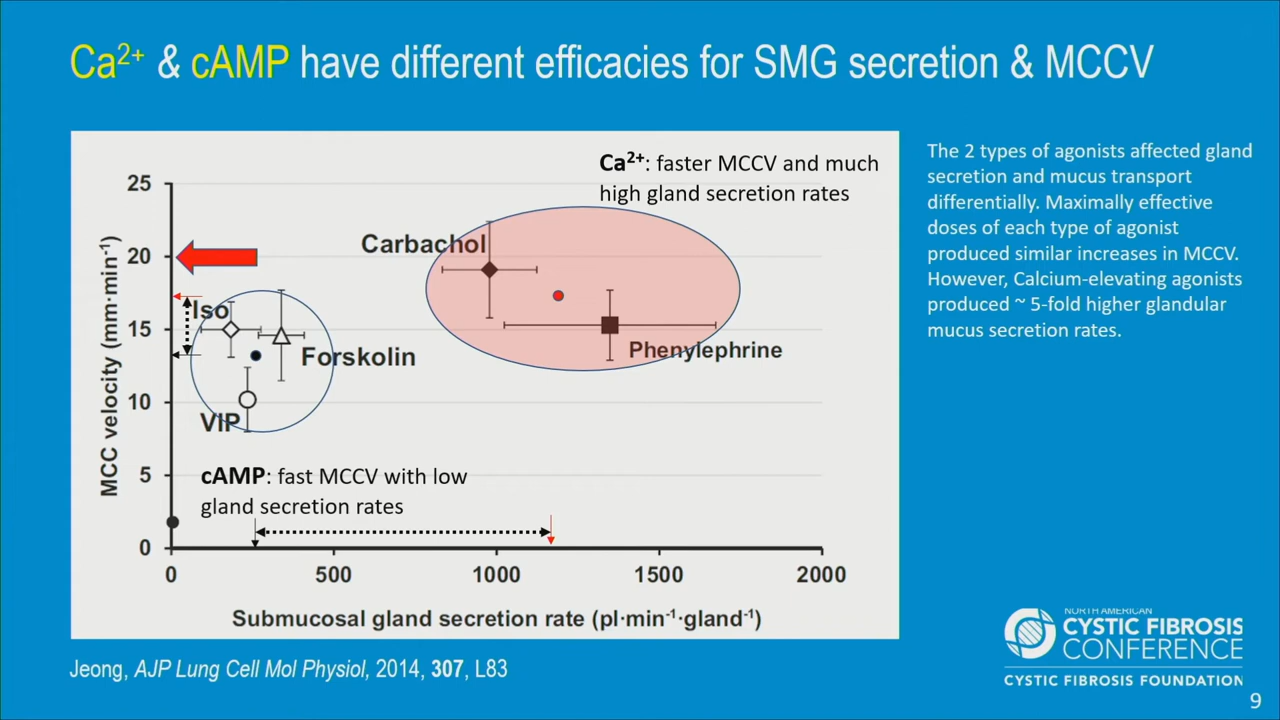 Ca²⁺ & cAMP have different efficacies for SMG secretion & MCCV
Ca²⁺: faster MCCV and much
high gland secretion rates
25
20
15
10
5
0
MCC velocity (mm·min⁻¹)
Carbachol
Iso
Forskolin
Phenylephrine
VIP
cAMP: fast MCCV with low
gland secretion rates
0
500
1000
1500
2000
Submucosal gland secretion rate (pl·min⁻¹·gland⁻¹)
The 2 types of agonists affected gland
secretion and mucus transport
differentially. Maximally effective
doses of each type of agonist
produced similar increases in MCCV.
However, Calcium-elevating agonists
produced ~ 5-fold higher glandular
mucus secretion rates.
Jeong, AJP Lung Cell Mol Physiol, 2014, 307, L83
NORTH AMERICAN
CYSTIC FIBROSIS
CONFERENCE
CYSTIC FIBROSIS FOUNDATION
9